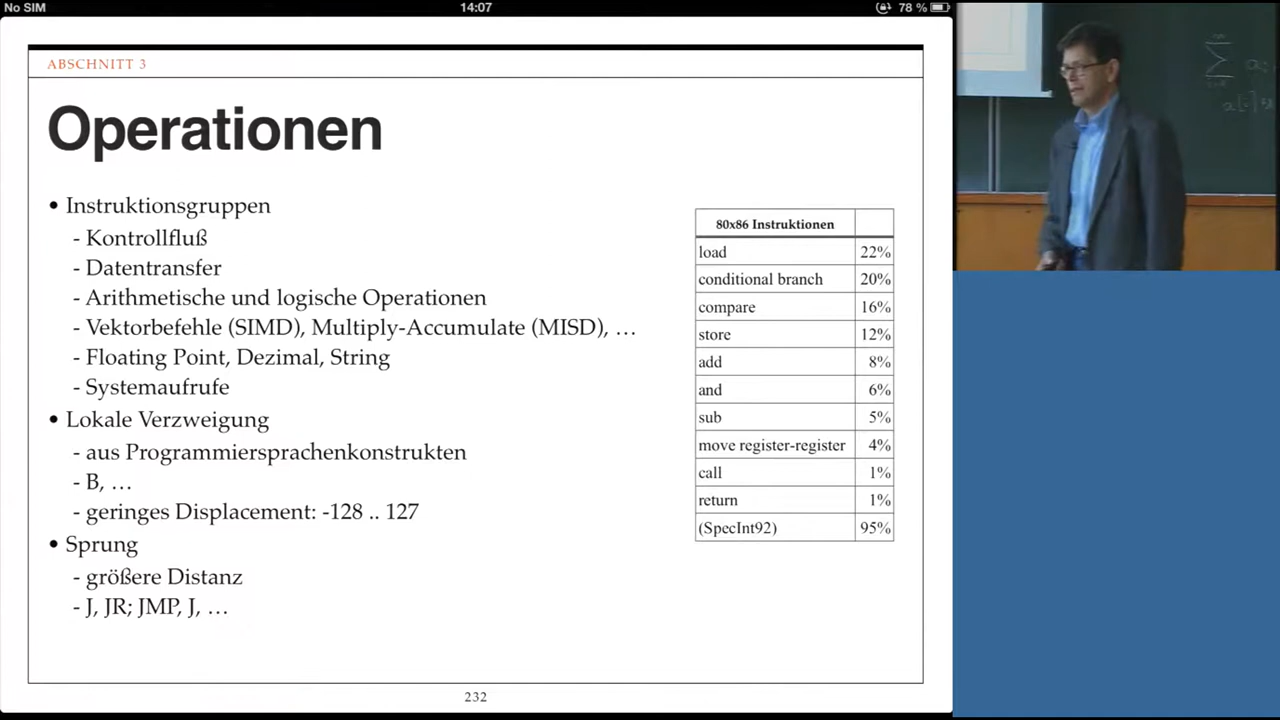 No SIM 14:07 78 %
ABSCHNITT 3
Operationen
• Instruktionsgruppen
- Kontrollfluß
- Datentransfer
- Arithmetische und logische Operationen
- Vektorbefehle (SIMD), Multiply-Accumulate (MISD), …
- Floating Point, Dezimal, String
- Systemaufrufe
• Lokale Verzweigung
- aus Programmiersprachenkonstrukten
- B, …
- geringes Displacement: -128 .. 127
• Sprung
- größere Distanz
- J, JR; JMP, J, …
80x86 Instruktionen
load 22%
conditional branch 20%
compare 16%
store 12%
add 8%
and 6%
sub 5%
move register-register 4%
call 1%
return 1%
(SpecInt92) 95%
232